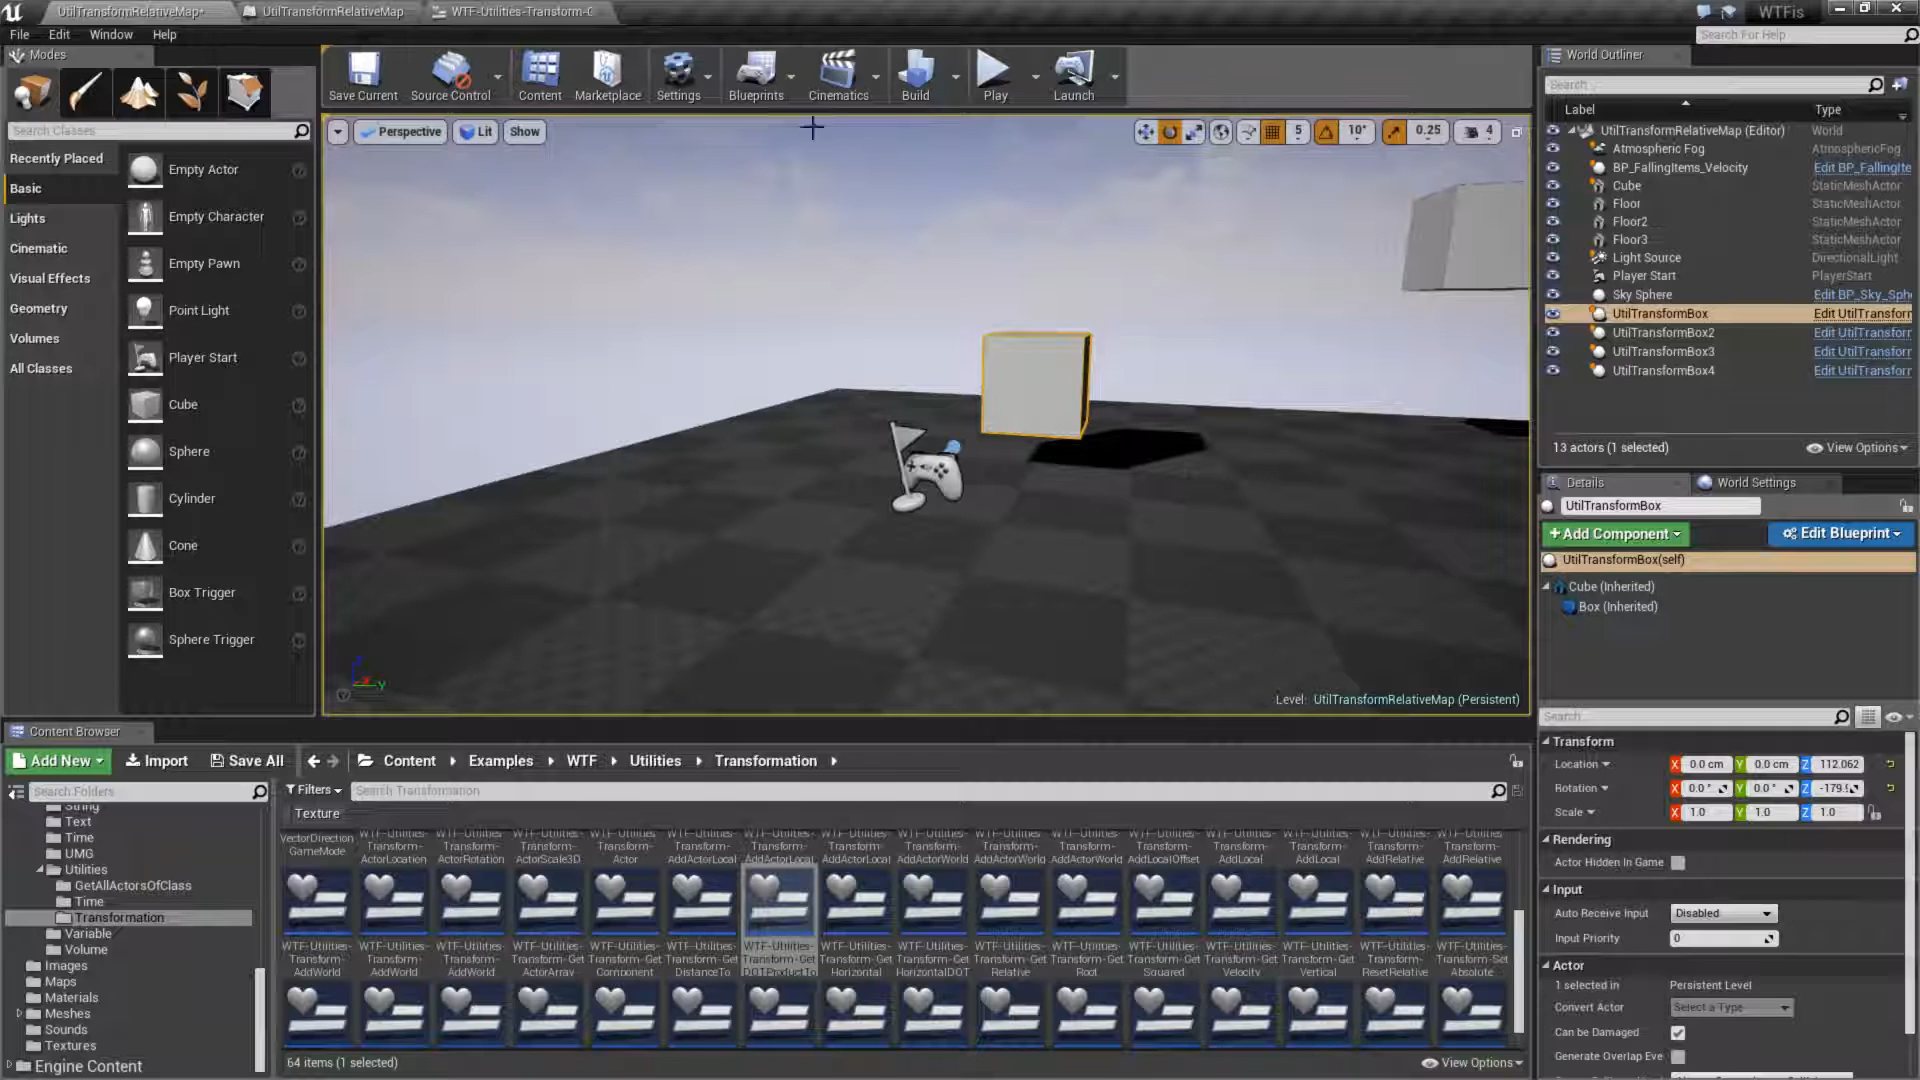 UtilTransformRelativeMap*
UtilTransformRelativeMap
WTF-Utilities-Transform-G
WTFis
File
Edit
Window
Help
Search For Help
Modes
Search Classes
Recently Placed
Basic
Lights
Cinematic
Visual Effects
Geometry
Volumes
All Classes
Empty Actor
Empty Character
Empty Pawn
Point Light
Player Start
Cube
Sphere
Cylinder
Cone
Box Trigger
Sphere Trigger
Save Current
Source Control
Content
Marketplace
Settings
Blueprints
Cinematics
Build
Play
Launch
Perspective
Lit
Show
5
10°
0.25
4
Level: UtilTransformRelativeMap (Persistent)
World Outliner
Search
Label
Type
UtilTransformRelativeMap (Editor) World
Atmospheric Fog AtmosphericFog
BP_FallingItems_Velocity Edit BP_FallingIte
Cube StaticMeshActor
Floor StaticMeshActor
Floor2 StaticMeshActor
Floor3 StaticMeshActor
Light Source DirectionalLight
Player Start PlayerStart
Sky Sphere Edit BP_Sky_Sph
UtilTransformBox Edit UtilTransforr
UtilTransformBox2 Edit UtilTransforr
UtilTransformBox3 Edit UtilTransforr
UtilTransformBox4 Edit UtilTransforr
13 actors (1 selected)
View Options
Details
World Settings
UtilTransformBox
+Add Component
Edit Blueprint
UtilTransformBox(self)
Cube (Inherited)
Box (Inherited)
Search
Transform
Location X 0.0 cm Y 0.0 cm Z 112.062
Rotation X 0.0 ° Y 0.0 ° Z -179.9
Scale X 1.0 Y 1.0 Z 1.0
Rendering
Actor Hidden In Game
Input
Auto Receive Input Disabled
Input Priority 0
Actor
1 selected in Persistent Level
Convert Actor Select a Type
Can be Damaged
Generate Overlap Eve
Content Browser
Add New
Import
Save All
Content
Examples
WTF
Utilities
Transformation
Search Folders
Filters
Search Transformation
Texture
String
Text
Time
UMG
Utilities
GetAllActorsOfClass
Time
Transformation
Variable
Volume
Images
Maps
Materials
Meshes
Sounds
Textures
Engine Content
VectorDirection GameMode
WTF-Utilities- Transform- ActorLocation
WTF-Utilities- Transform- ActorRotation
WTF-Utilities- Transform- ActorScale3D
WTF-Utilities- Transform- Actor
WTF-Utilities- Transform- AddActorLocal
WTF-Utilities- Transform- AddActorLocal
WTF-Utilities- Transform- AddActorLocal
WTF-Utilities- Transform- AddActorWorld
WTF-Utilities- Transform- AddActorWorld
WTF-Utilities- Transform- AddActorWorld
WTF-Utilities- Transform- AddLocalOffset
WTF-Utilities- Transform- AddLocal
WTF-Utilities- Transform- AddLocal
WTF-Utilities- Transform- AddRelative
WTF-Utilities- Transform- AddRelative
WTF-Utilities- Transform- AddWorld
WTF-Utilities- Transform- AddWorld
WTF-Utilities- Transform- AddWorld
WTF-Utilities- Transform-Get ActorArray
WTF-Utilities- Transform-Get Component
WTF-Utilities- Transform-Get DistanceTo
WTF-Utilities- Transform-Get DOTProductTo
WTF-Utilities- Transform-Get Horizontal
WTF-Utilities- Transform-Get HorizontalDOT
WTF-Utilities- Transform-Get Relative
WTF-Utilities- Transform-Get Root
WTF-Utilities- Transform-Get Squared
WTF-Utilities- Transform-Get Velocity
WTF-Utilities- Transform-Get Vertical
WTF-Utilities- Transform- ResetRelative
WTF-Utilities- Transform-Set Absolute
64 items (1 selected)
View Options